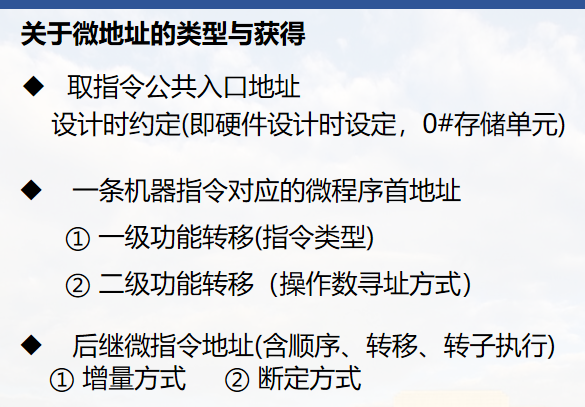 关于微地址的类型与获得
◆ 取指令公共入口地址
设计时约定(即硬件设计时设定，0#存储单元)
◆ 一条机器指令对应的微程序首地址
① 一级功能转移(指令类型)
② 二级功能转移（操作数寻址方式）
◆ 后继微指令地址(含顺序、转移、转子执行)
① 增量方式 ② 断定方式